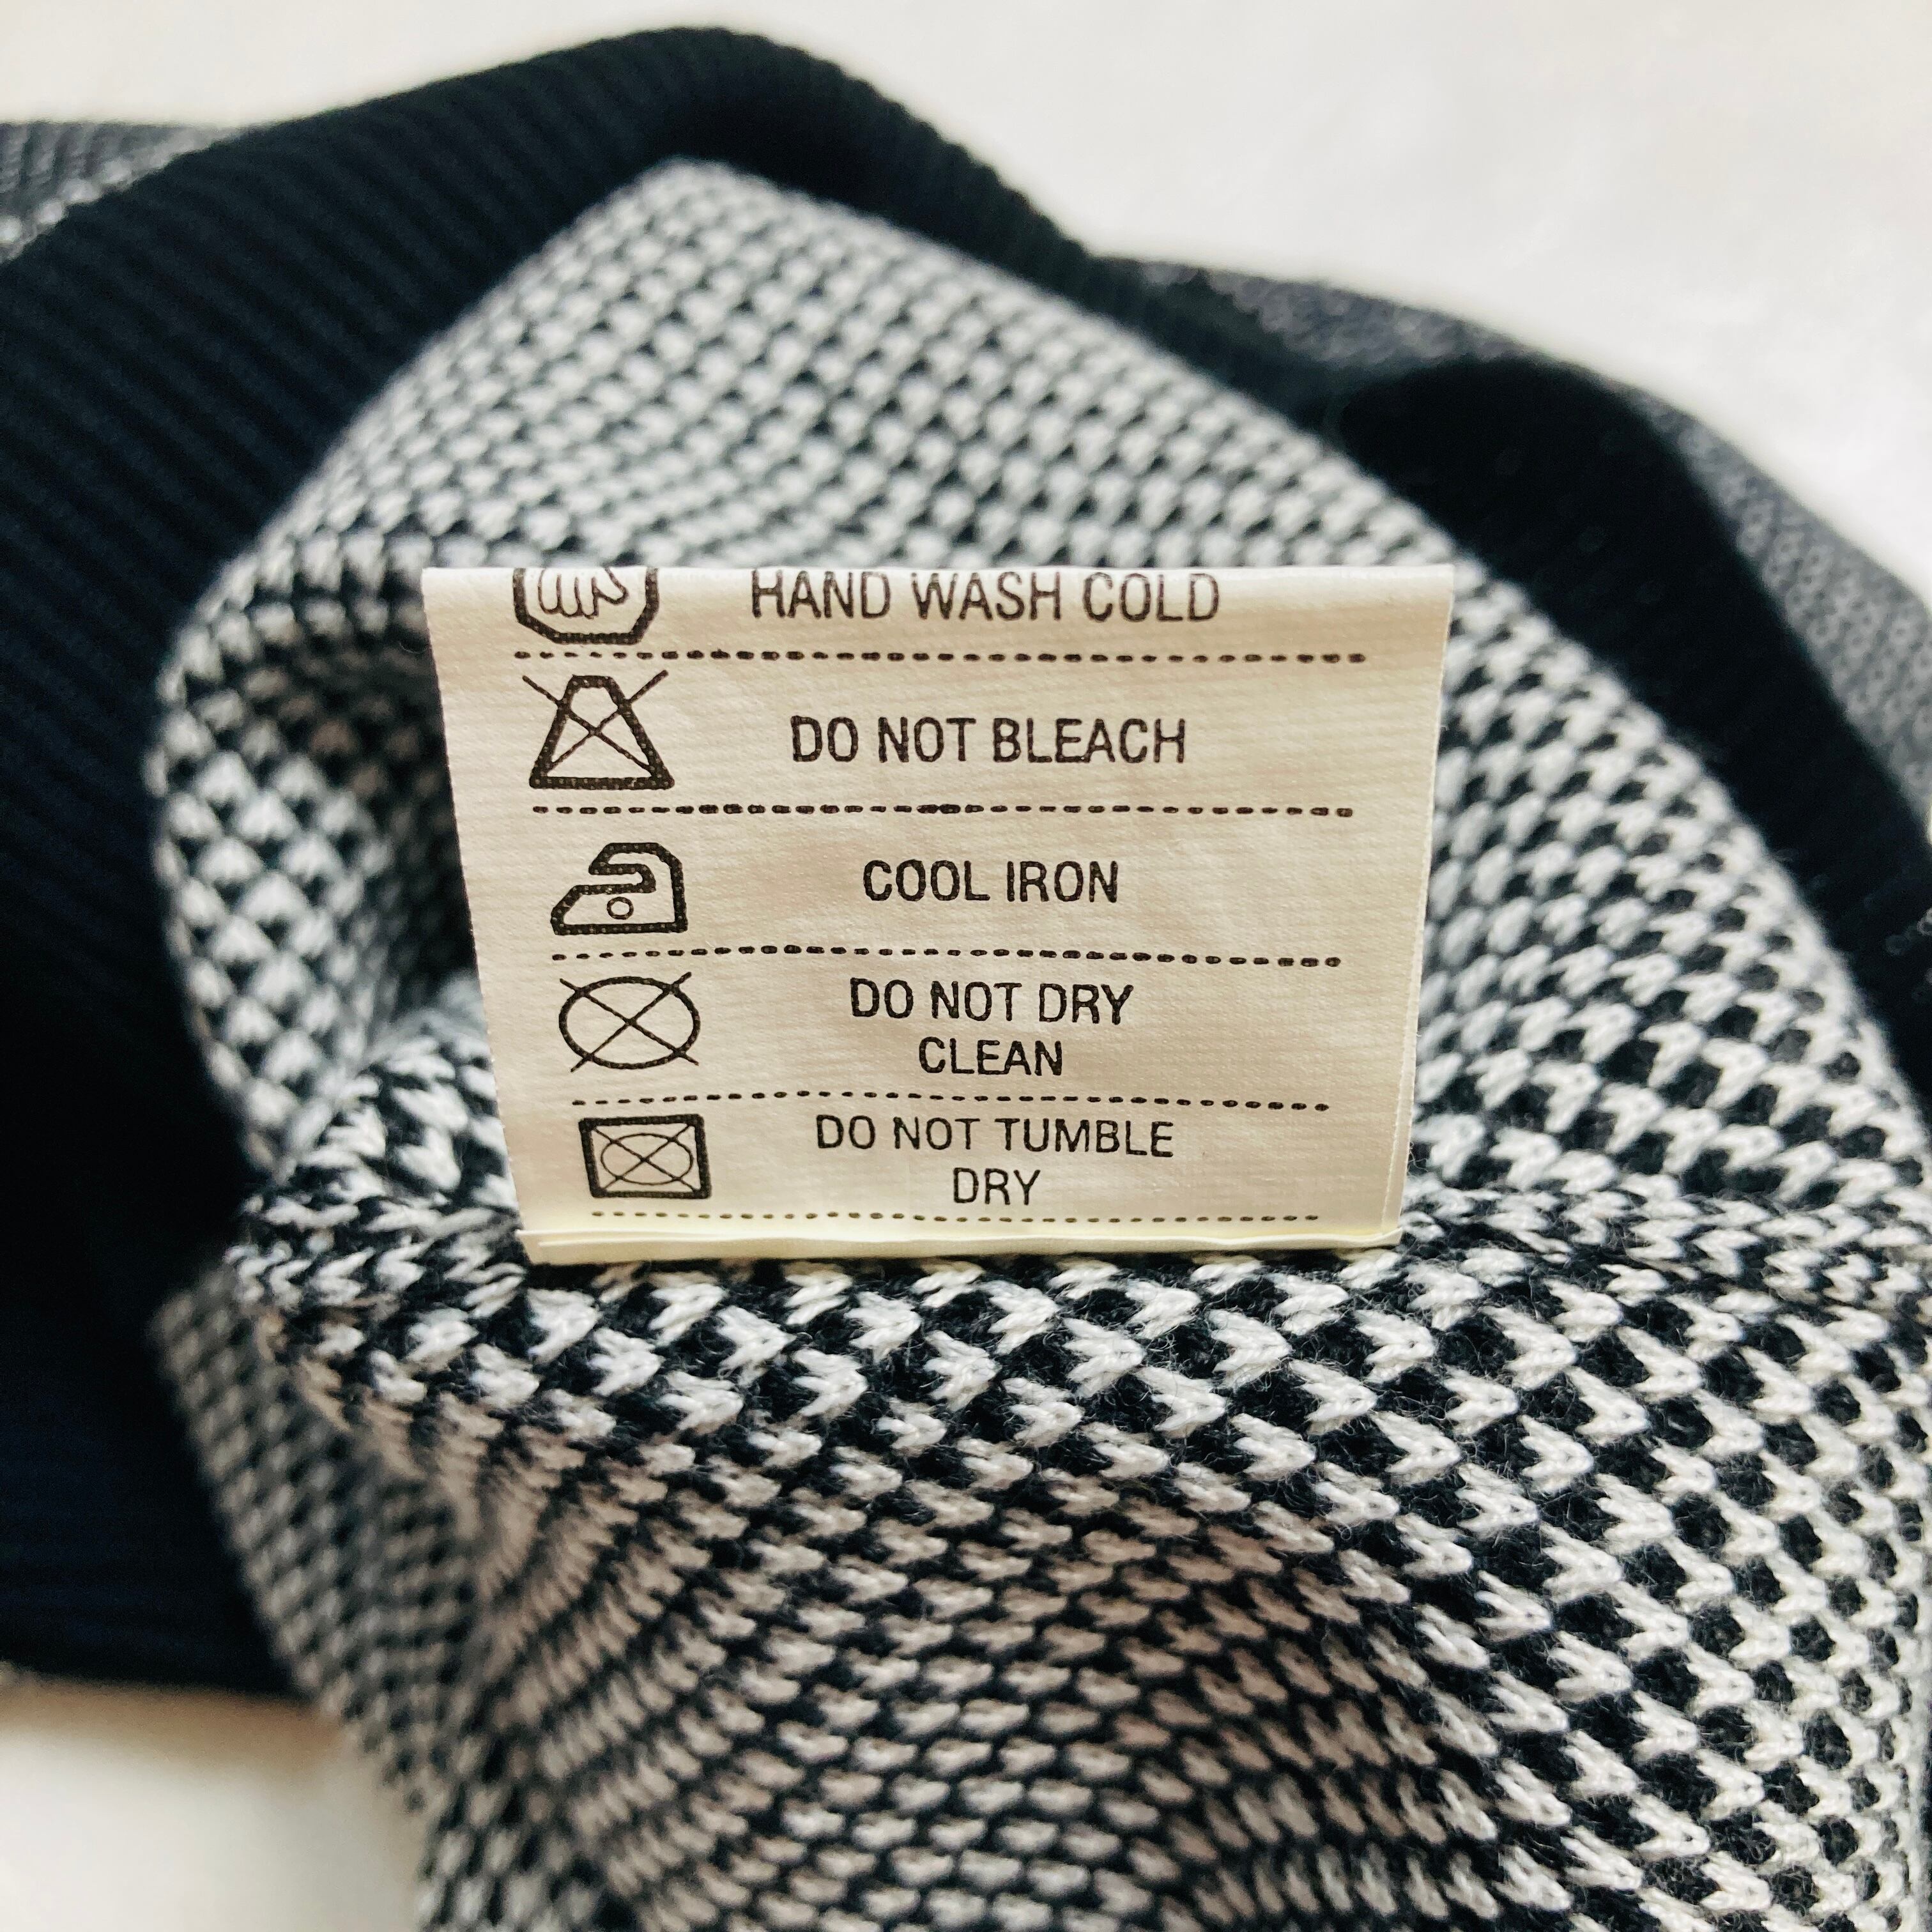 HAND WASH COLD
DO NOT BLEACH
COOL IRON
DO NOT DRY
CLEAN
DO NOT TUMBLE
DRY